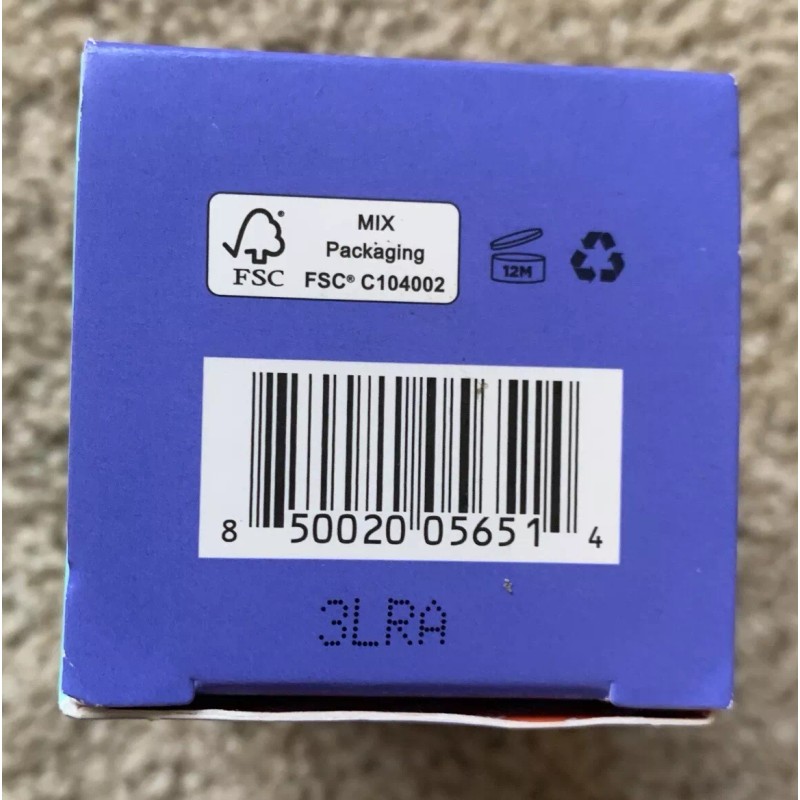 MIX
Packaging
FSC FSC® C104002
12M
8 50020 05651 4
3LRA